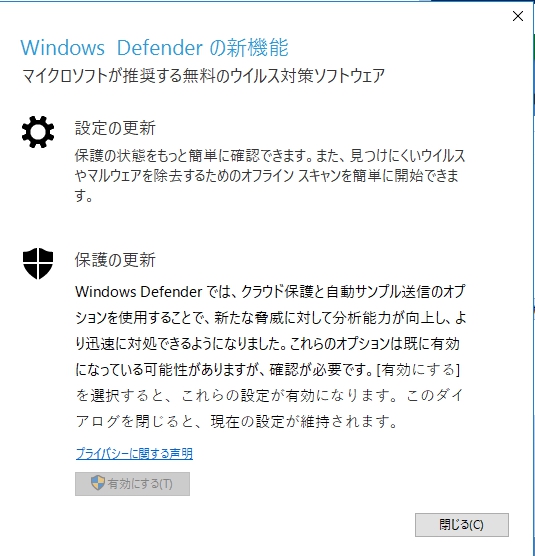 Windows Defender の新機能
マイクロソフトが推奨する無料のウイルス対策ソフトウェア
設定の更新
保護の状態をもっと簡単に確認できます。また、見つけにくいウイルス
やマルウェアを除去するためのオフライン スキャンを簡単に開始できま
す。
保護の更新
Windows Defender では、クラウド保護と自動サンプル送信のオプ
ションを使用することで、新たな脅威に対して分析能力が向上し、よ
り迅速に対処できるようになりました。これらのオプションは既に有効
になっている可能性がありますが、確認が必要です。[有効にする]
を選択すると、これらの設定が有効になります。このダイ
アログを閉じると、現在の設定が維持されます。
プライバシーに関する声明
有効にする(T)
閉じる(C)